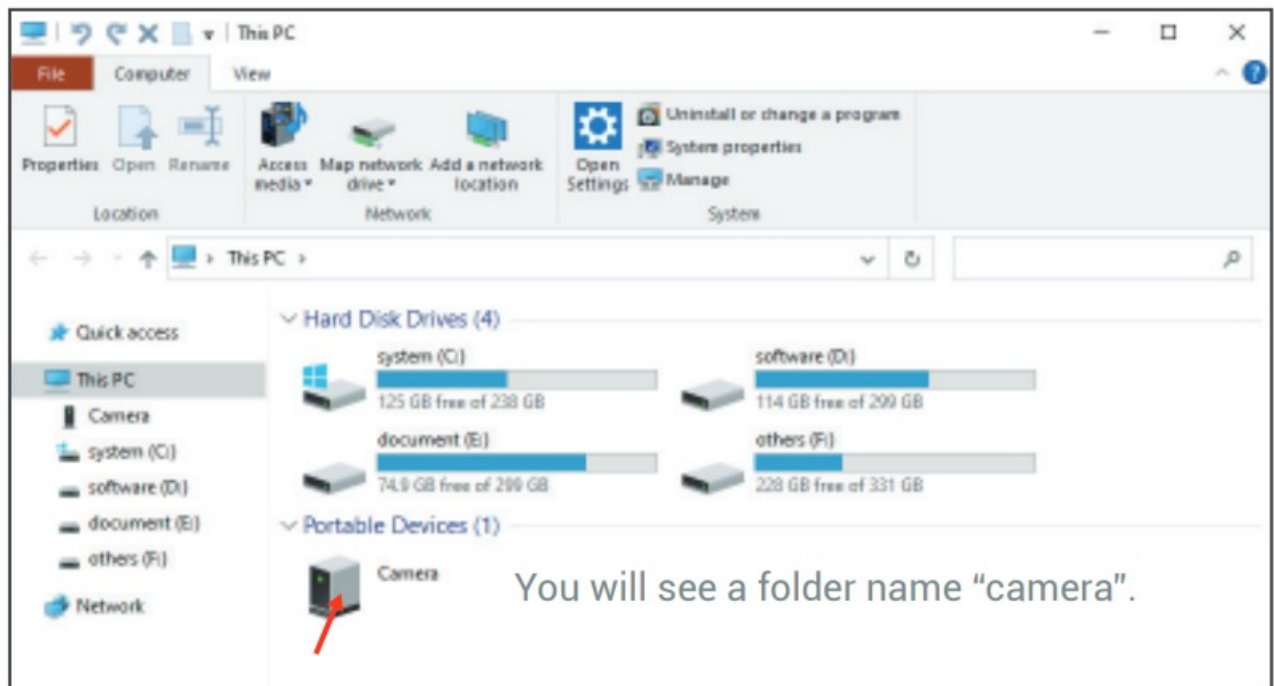 This PC
File Computer View
Properties Open Rename
Access media Map network drive Add a network location
Open Settings
Uninstall or change a program
System properties
Manage
Location Network System
This PC
Quick access
This PC
Camera
system (C:)
software (D:)
document (E:)
others (F:)
Network
Hard Disk Drives (4)
system (C:)
125 GB free of 238 GB
software (D:)
114 GB free of 299 GB
document (E:)
74.9 GB free of 299 GB
others (F:)
228 GB free of 331 GB
Portable Devices (1)
Camera
You will see a folder name “camera”.